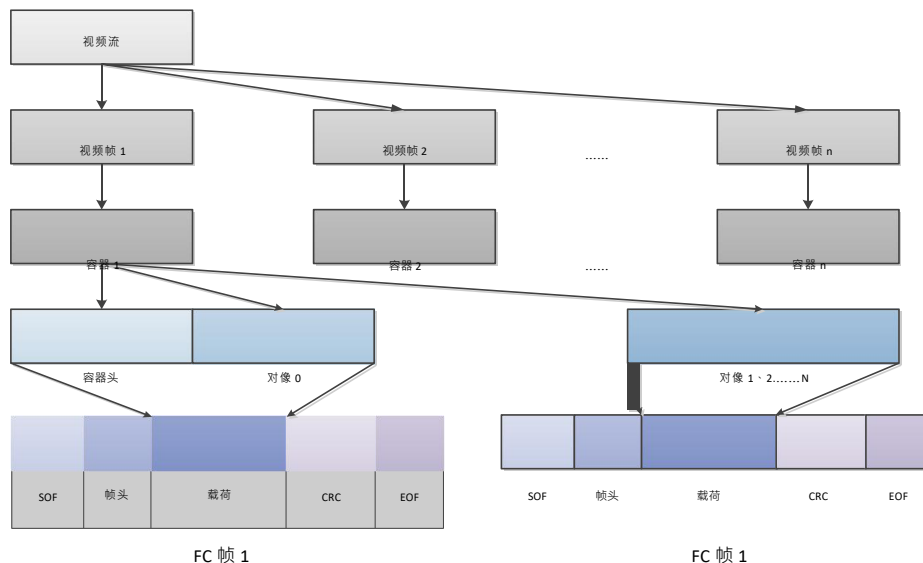 视频流
视频帧 1
视频帧 2
......
视频帧 n
容器 1
容器 2
......
容器 n
容器头
对像 0
对像 1、2.......N
SOF
帧头
载荷
CRC
EOF
SOF
帧头
载荷
CRC
EOF
FC 帧 1
FC 帧 1